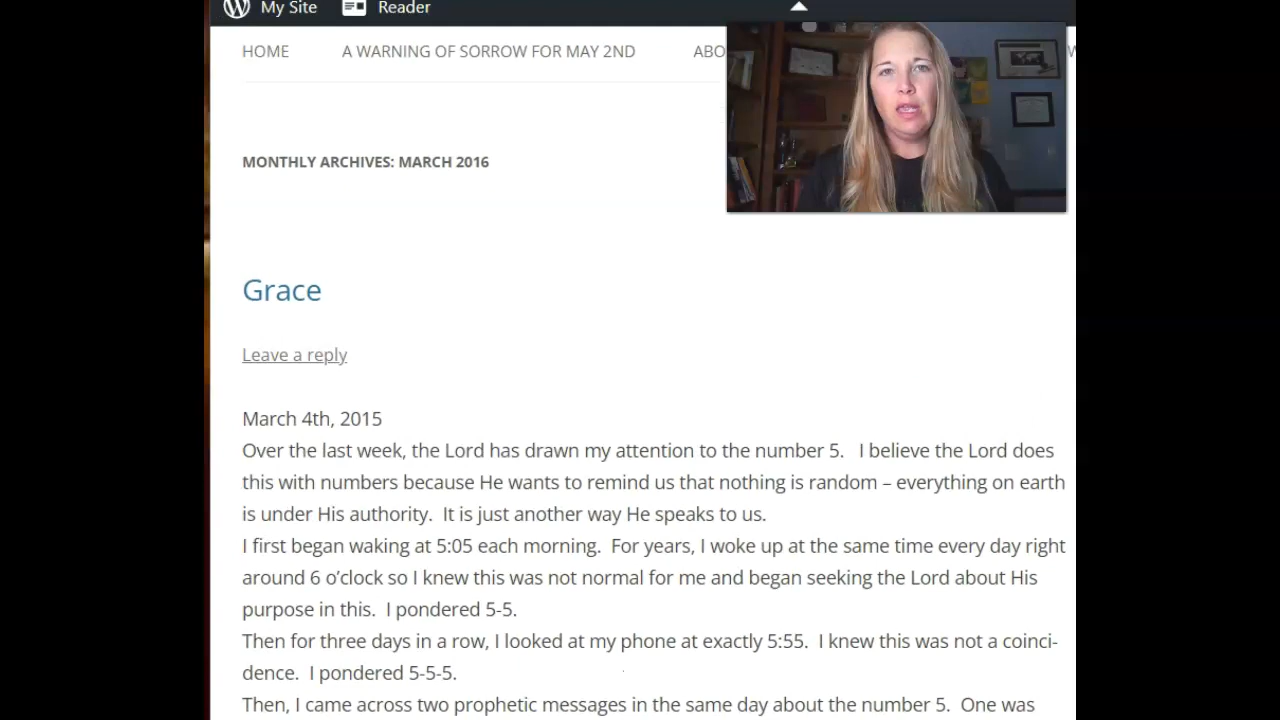 My Site Reader
HOME A WARNING OF SORROW FOR MAY 2ND ABO W
MONTHLY ARCHIVES: MARCH 2016
Grace
Leave a reply
March 4th, 2015
Over the last week, the Lord has drawn my attention to the number 5.   I believe the Lord does
this with numbers because He wants to remind us that nothing is random – everything on earth
is under His authority.  It is just another way He speaks to us.
I first began waking at 5:05 each morning.  For years, I woke up at the same time every day right
around 6 o’clock so I knew this was not normal for me and began seeking the Lord about His
purpose in this.  I pondered 5-5.
Then for three days in a row, I looked at my phone at exactly 5:55.  I knew this was not a coinci-
dence.  I pondered 5-5-5.
Then, I came across two prophetic messages in the same day about the number 5.  One was